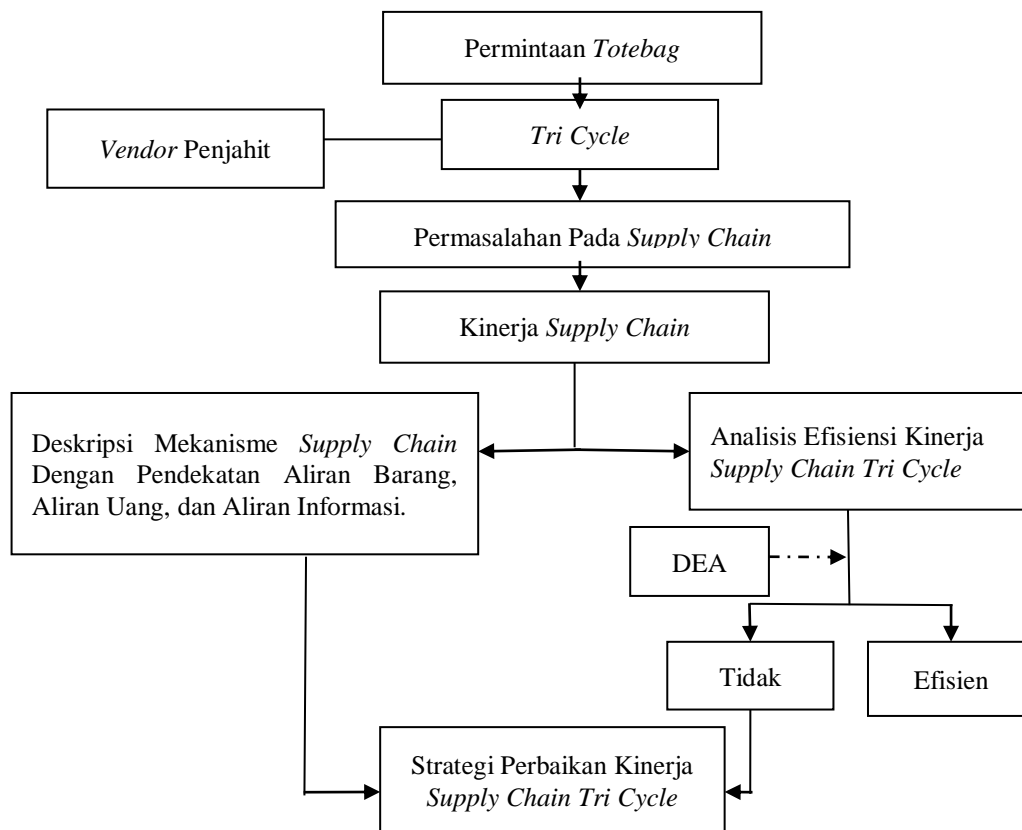 Permintaan Totebag
Vendor Penjahit
Tri Cycle
Permasalahan Pada Supply Chain
Kinerja Supply Chain
Deskripsi Mekanisme Supply Chain
Dengan Pendekatan Aliran Barang,
Aliran Uang, dan Aliran Informasi.
Analisis Efisiensi Kinerja
Supply Chain Tri Cycle
DEA
Tidak
Efisien
Strategi Perbaikan Kinerja
Supply Chain Tri Cycle